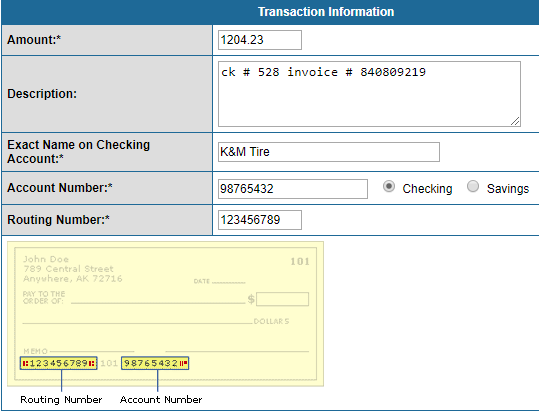 Transaction Information
Amount:* 1204.23
Description: ck # 528 invoice # 840809219
Exact Name on Checking
Account:* K&M Tire
Account Number:* 98765432 Checking Savings
Routing Number:* 123456789
John Doe 101
789 Central Street
Anywhere, AK 72716
DATE
PAY TO THE
ORDER OF: $
DOLLARS
MEMO
⑆123456789⑆ 101 98765432⑈
Routing Number Account Number